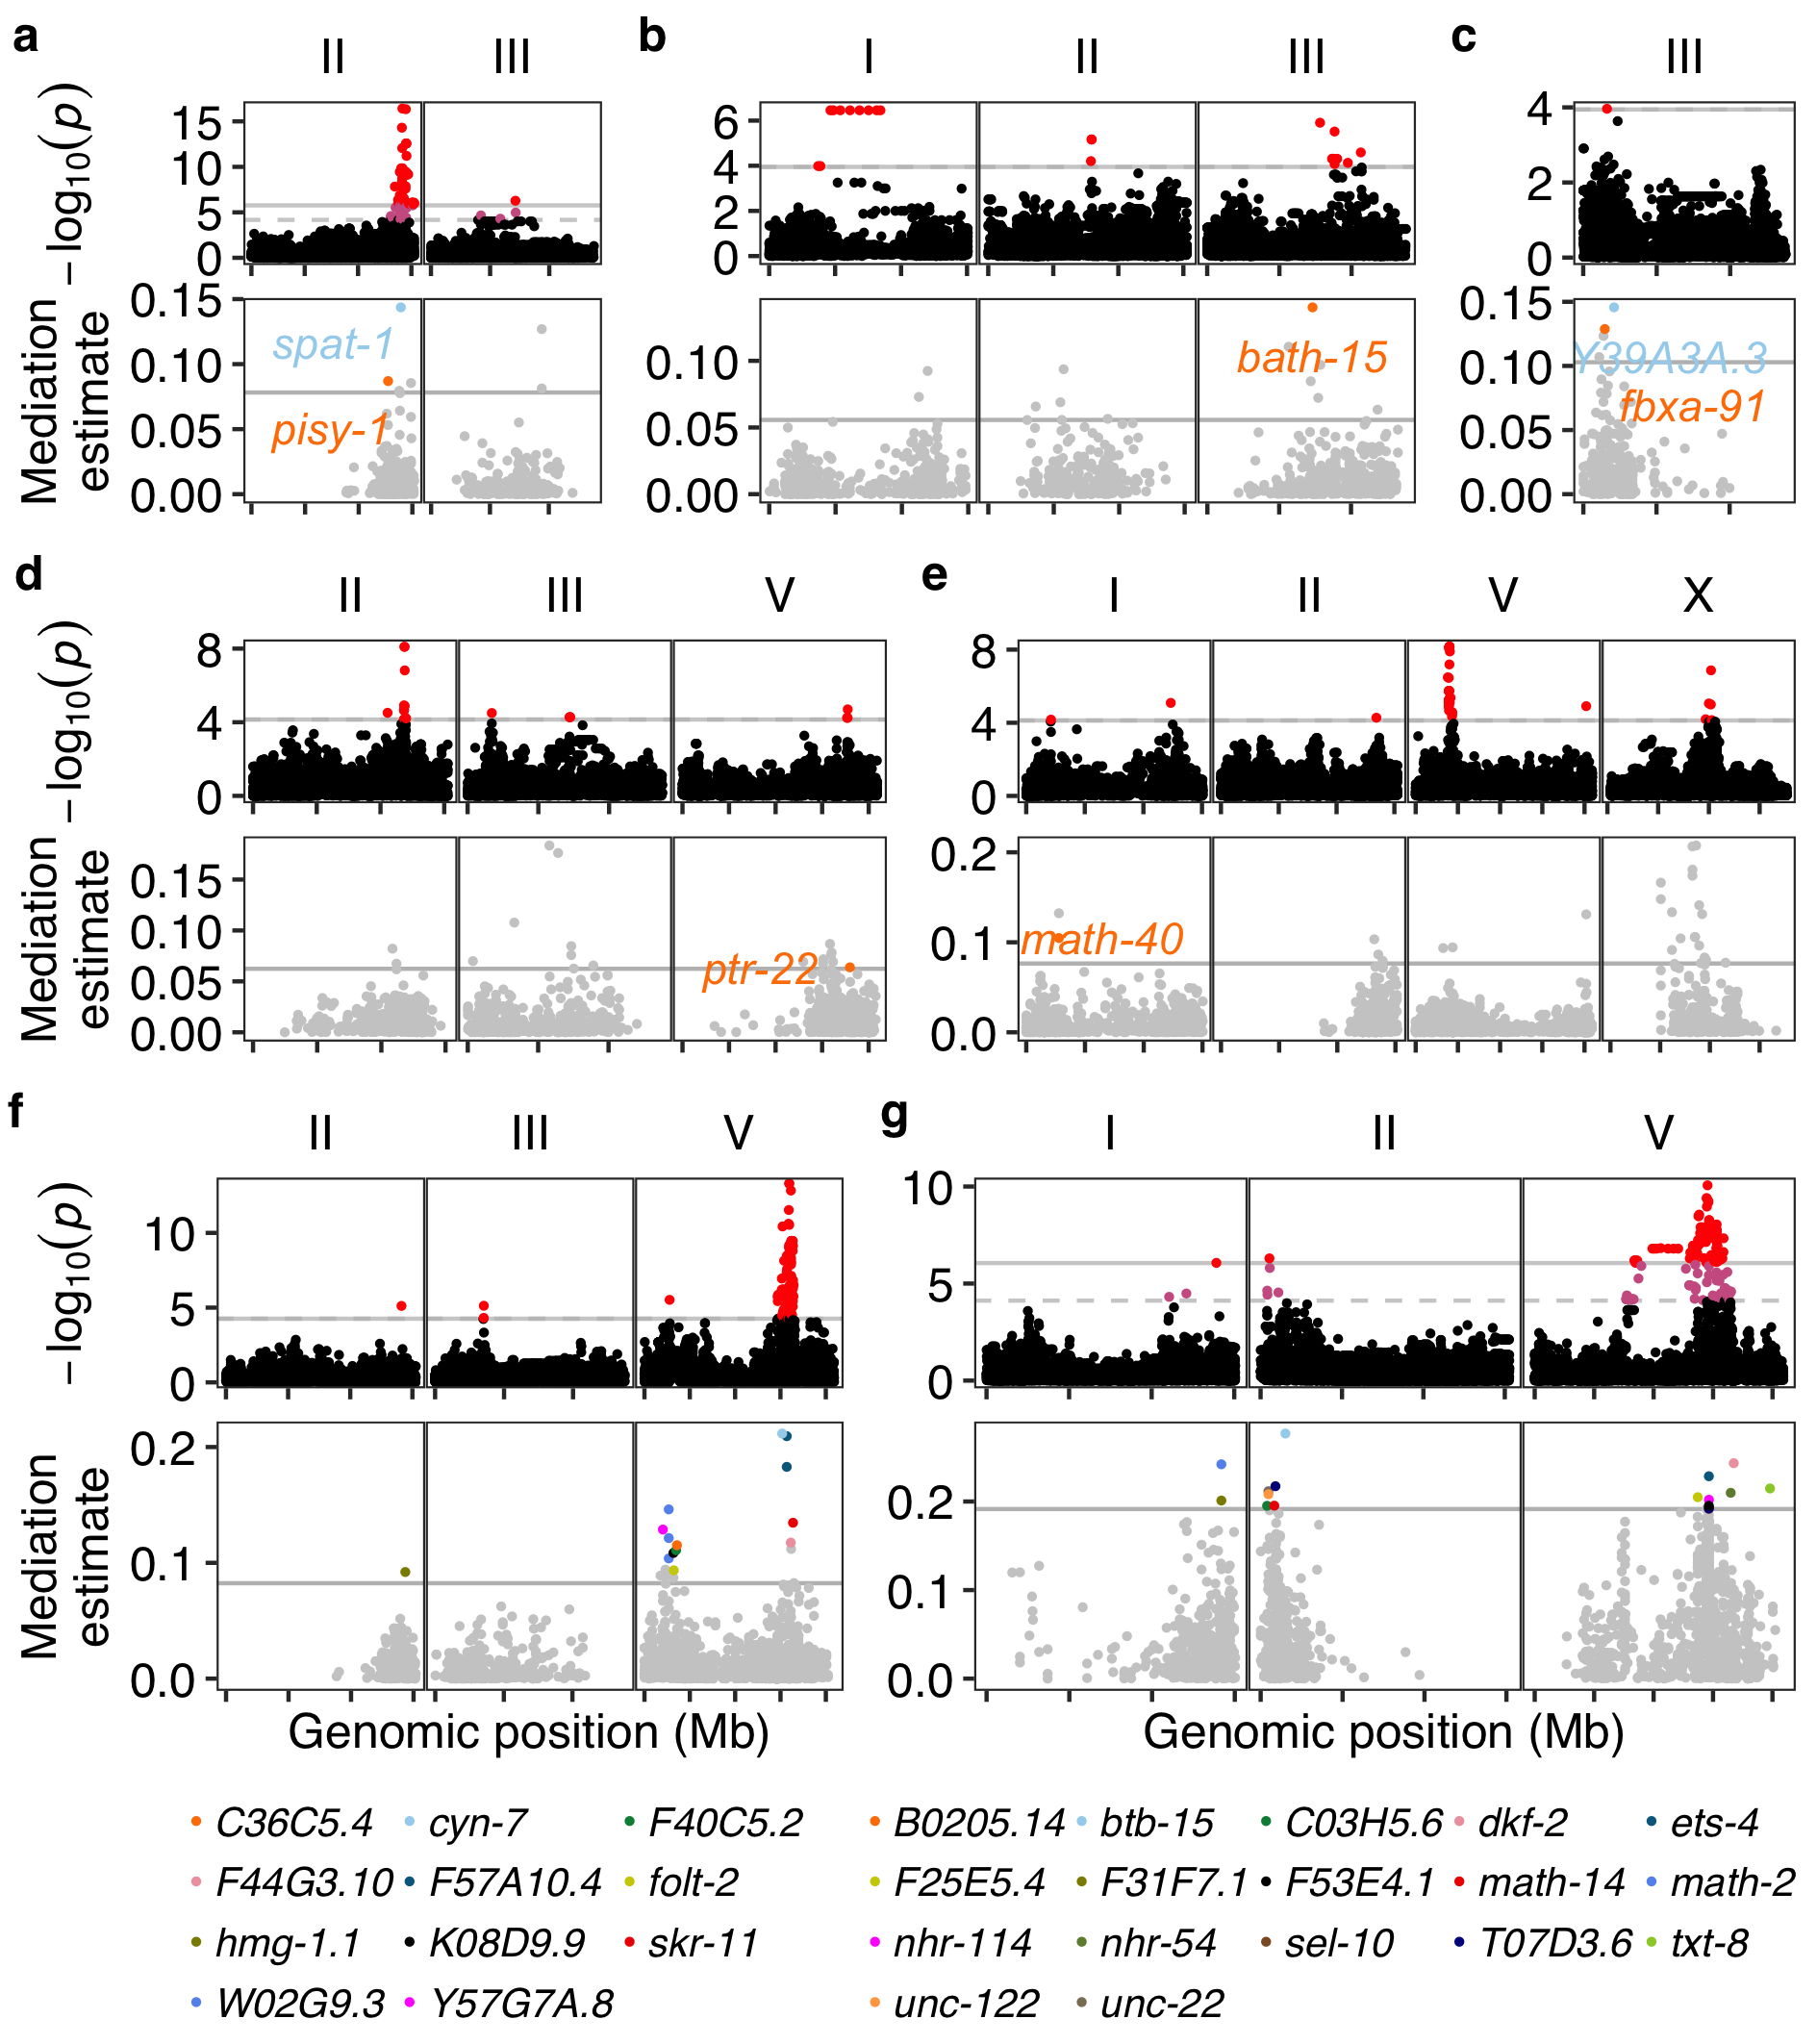 a
b
c
II
III
I
II
III
III
−log10(p)
15
10
5
0
6
4
2
0
4
2
0
Mediation
estimate
0.15
0.10
0.05
0.00
spat-1
pisy-1
0.10
0.05
0.00
bath-15
0.15
0.10
0.05
0.00
Y39A3A.3
fbxa-91
d
e
II
III
V
I
II
V
X
−log10(p)
8
4
0
8
4
0
Mediation
estimate
0.15
0.10
0.05
0.00
ptr-22
0.2
0.1
0.0
math-40
f
g
II
III
V
I
II
V
−log10(p)
10
5
0
10
5
0
Mediation
estimate
0.2
0.1
0.0
0.2
0.1
0.0
Genomic position (Mb)
Genomic position (Mb)
C36C5.4 cyn-7 F40C5.2
F44G3.10 F57A10.4 folt-2
hmg-1.1 K08D9.9 skr-11
W02G9.3 Y57G7A.8
B0205.14 btb-15 C03H5.6 dkf-2 ets-4
F25E5.4 F31F7.1 F53E4.1 math-14 math-2
nhr-114 nhr-54 sel-10 T07D3.6 txt-8
unc-122 unc-22